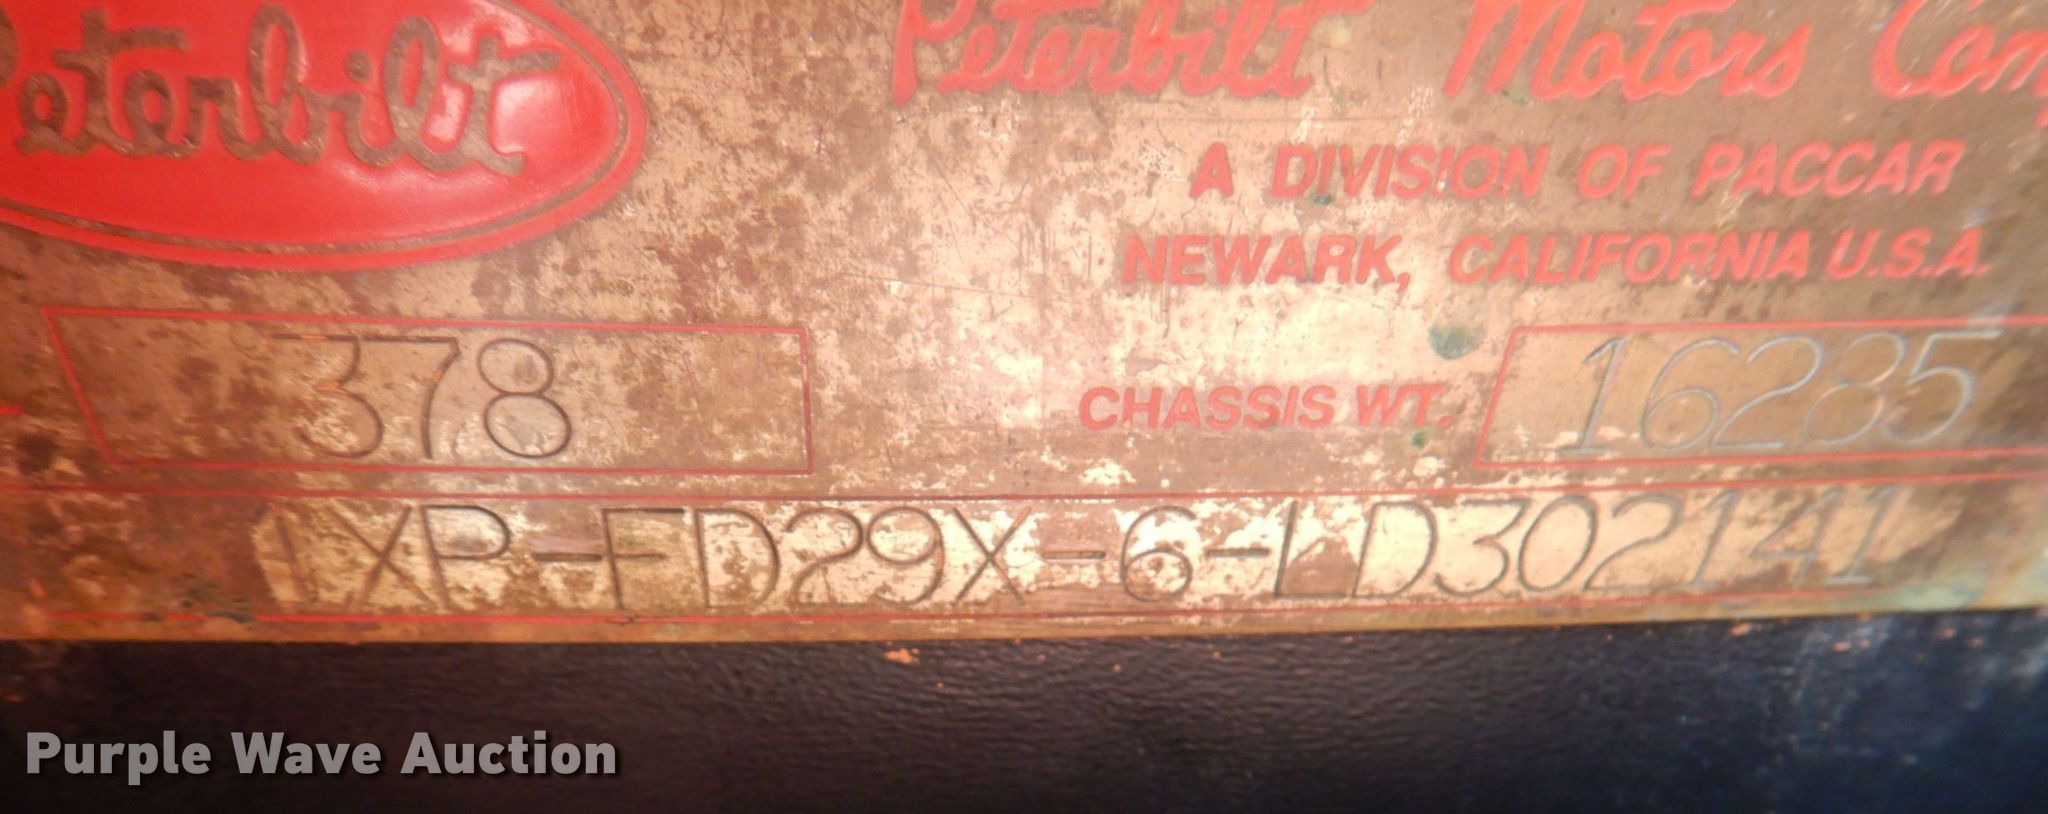 Peterbilt
Peterbilt Motors Com
A DIVISION OF PACCAR
NEWARK, CALIFORNIA U.S.A.
378
CHASSIS WT. 16285
1XP-FD29X-6-LD302141
Purple Wave Auction